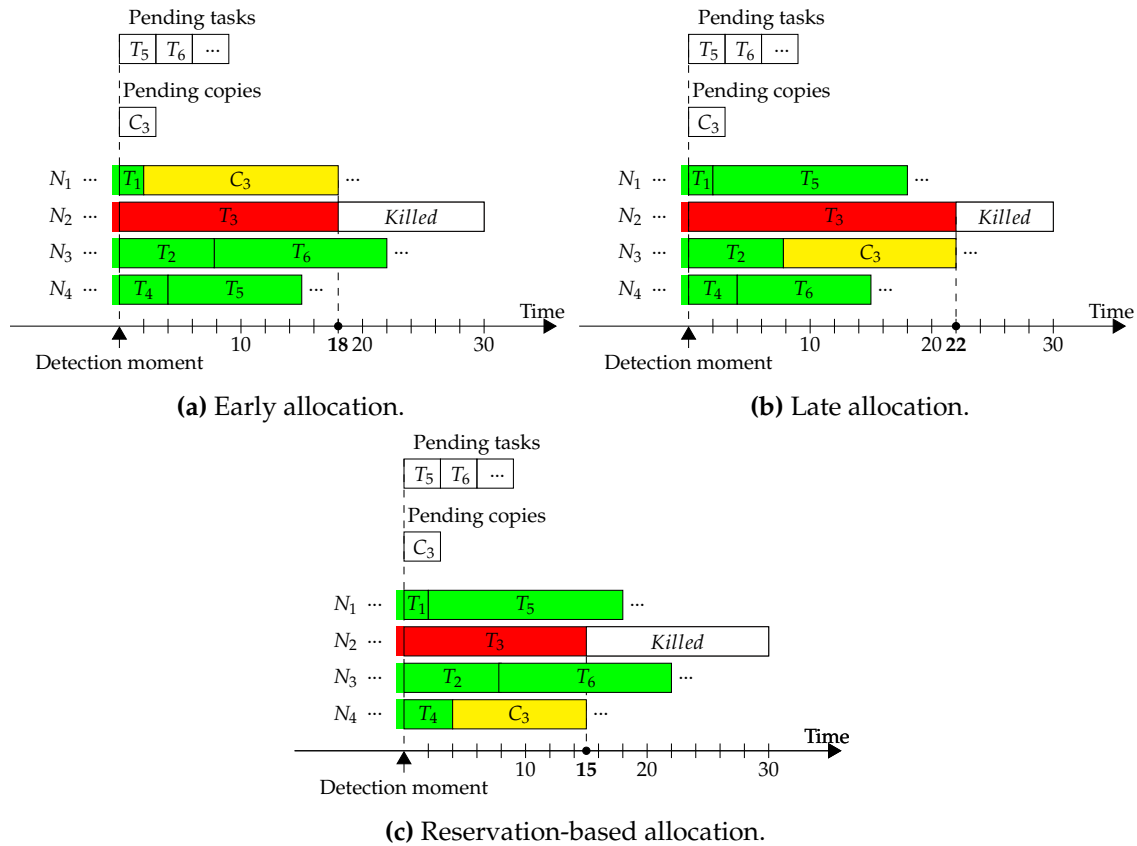 Pending tasks
T5 T6 ...
Pending copies
C3
N1 ... T1 C3 ...
N2 ... T3 Killed
N3 ... T2 T6 ...
N4 ... T4 T5 ...
Time
10 18 20 30
Detection moment
(a) Early allocation.
Pending tasks
T5 T6 ...
Pending copies
C3
N1 ... T1 T5 ...
N2 ... T3 Killed
N3 ... T2 C3 ...
N4 ... T4 T6 ...
Time
10 20 22 30
Detection moment
(b) Late allocation.
Pending tasks
T5 T6 ...
Pending copies
C3
N1 ... T1 T5 ...
N2 ... T3 Killed
N3 ... T2 T6 ...
N4 ... T4 C3 ...
Time
10 15 20 30
Detection moment
(c) Reservation-based allocation.